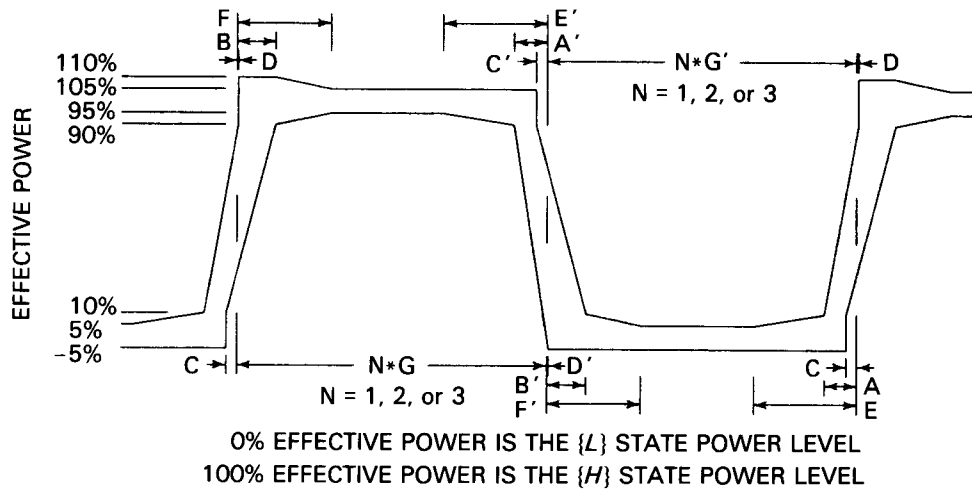 F
E′
B
A′
D
C′
N*G′
D
N = 1, 2, or 3
110%
105%
95%
90%
EFFECTIVE POWER
10%
5%
−5%
C
N*G
D′
C
N = 1, 2, or 3
B′
A
F′
E
0% EFFECTIVE POWER IS THE {L} STATE POWER LEVEL
100% EFFECTIVE POWER IS THE {H} STATE POWER LEVEL